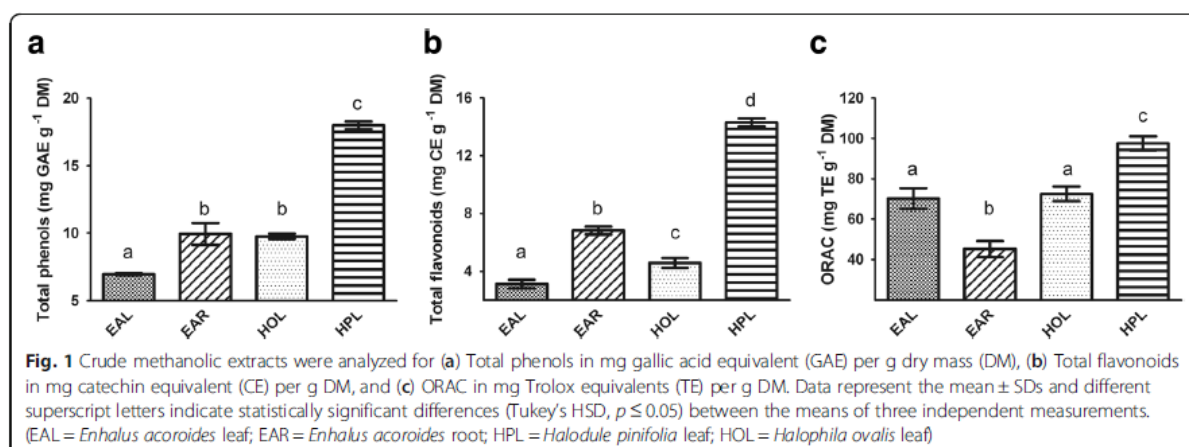 a
b
c
Total phenols (mg GAE g⁻¹ DM)
20
15
10
5
a
b
b
c
EAL
EAR
HOL
HPL
Total flavonoids (mg CE g⁻¹ DM)
16
12
8
4
a
b
c
d
EAL
EAR
HOL
HPL
ORAC (mg TE g⁻¹ DM)
120
100
80
60
40
a
b
a
c
EAL
EAR
HOL
HPL
Fig. 1 Crude methanolic extracts were analyzed for (a) Total phenols in mg gallic acid equivalent (GAE) per g dry mass (DM), (b) Total flavonoids
in mg catechin equivalent (CE) per g DM, and (c) ORAC in mg Trolox equivalents (TE) per g DM. Data represent the mean ± SDs and different
superscript letters indicate statistically significant differences (Tukey's HSD, p ≤ 0.05) between the means of three independent measurements.
(EAL = Enhalus acoroides leaf; EAR = Enhalus acoroides root; HPL = Halodule pinifolia leaf; HOL = Halophila ovalis leaf)